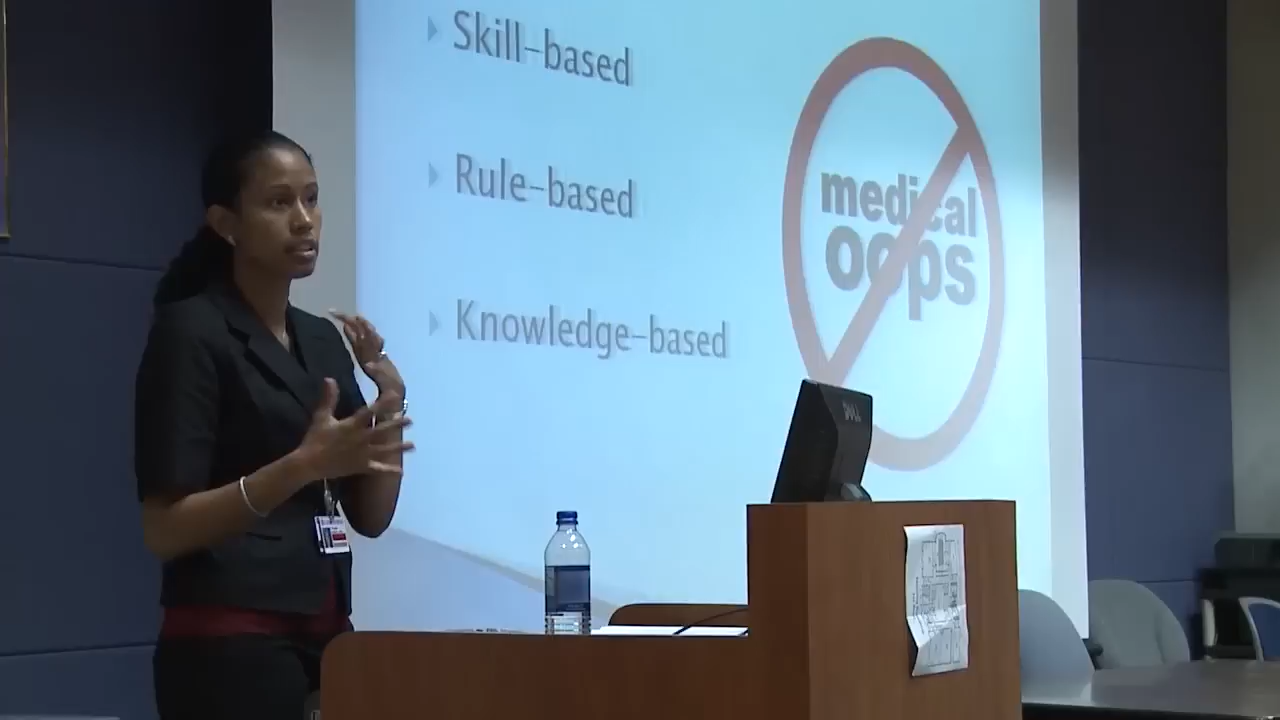 Skill-based
Rule-based
Knowledge-based
medical
oops
DELL